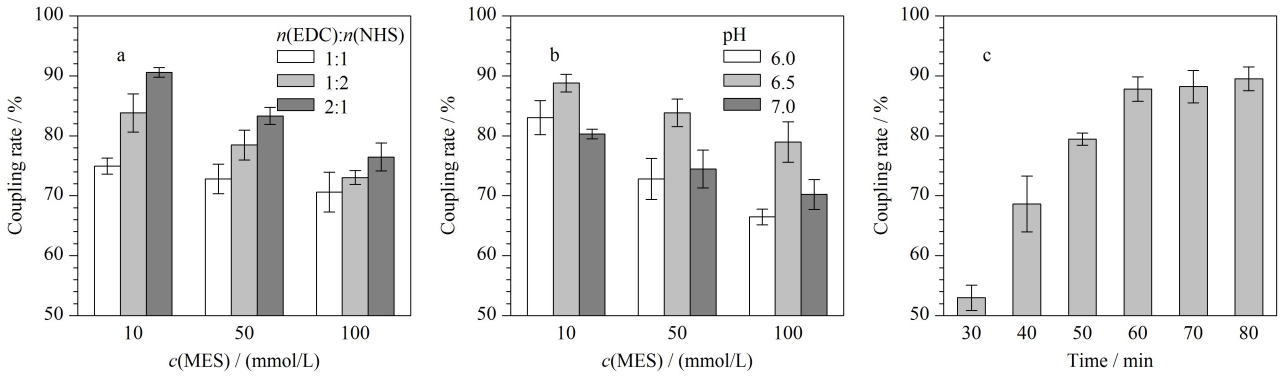 100
90
80
70
60
50
Coupling rate / %
a
n(EDC):n(NHS)
1:1
1:2
2:1
10 50 100
c(MES) / (mmol/L)
100
90
80
70
60
50
Coupling rate / %
b
pH
6.0
6.5
7.0
10 50 100
c(MES) / (mmol/L)
100
90
80
70
60
50
Coupling rate / %
c
30 40 50 60 70 80
Time / min